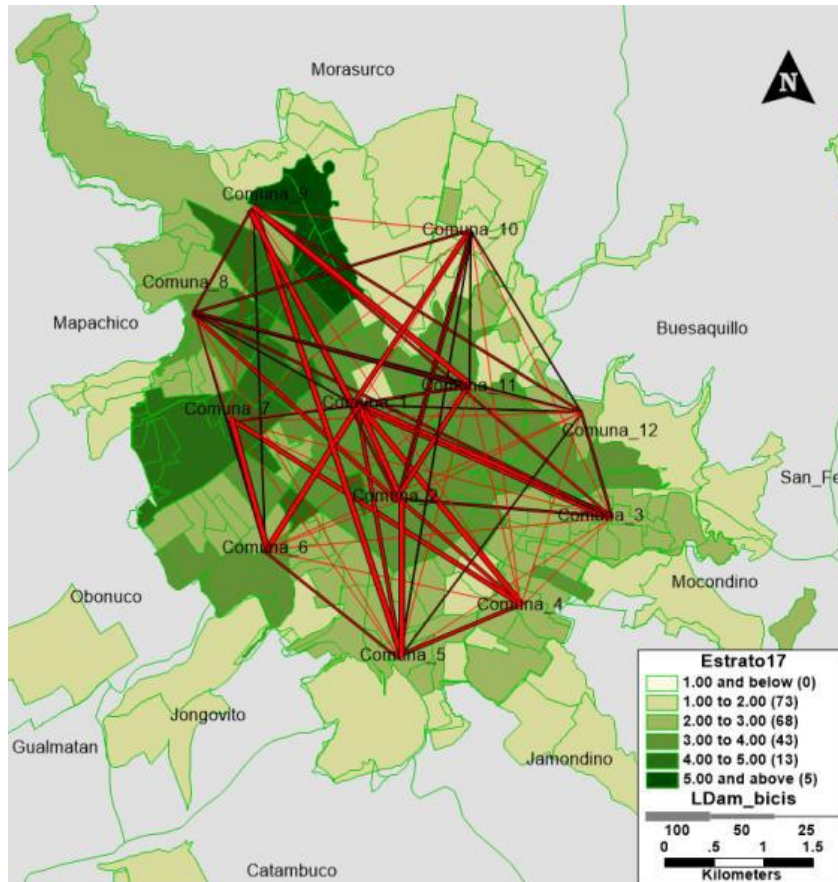 Morasurco
N
Comuna_9
Comuna_10
Comuna_8
Mapachico
Buesaquillo
Comuna_11
Comuna_7
Comuna_1
Comuna_12
San_Fe
Comuna_2
Comuna_3
Comuna_6
Mocondino
Obonuco
Comuna_4
Comuna_5
Jongovito
Gualmatan
Jamondino
Catambuco
Estrato17
1.00 and below (0)
1.00 to 2.00 (73)
2.00 to 3.00 (68)
3.00 to 4.00 (43)
4.00 to 5.00 (13)
5.00 and above (5)
LDam_bicis
100 50 25
0 .5 1 1.5
Kilometers